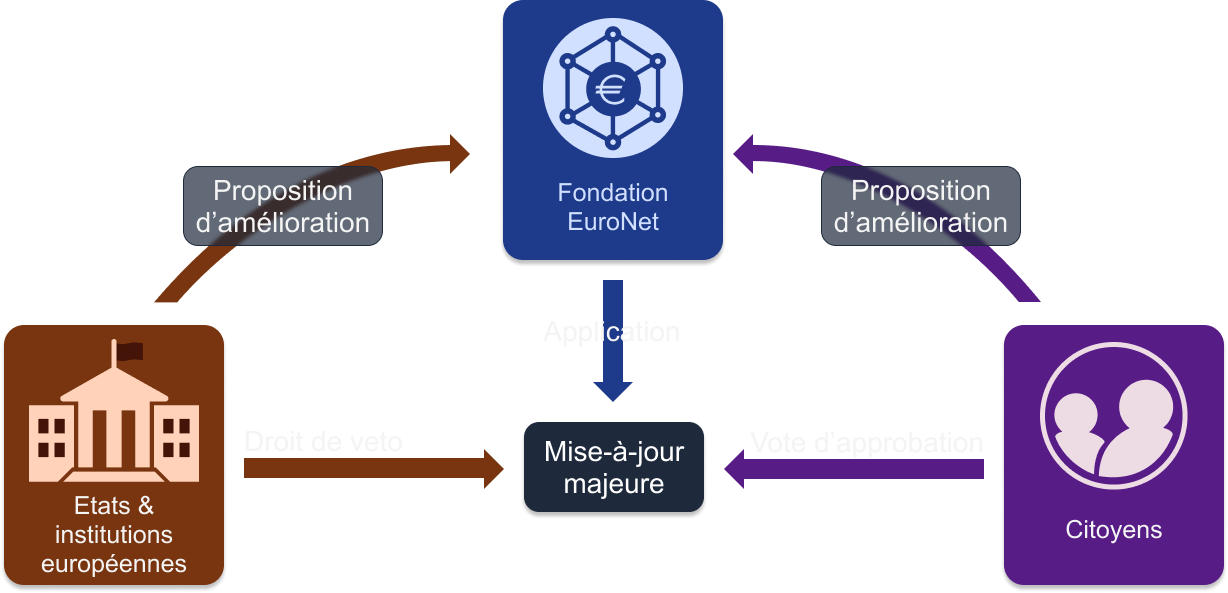 Fondation
EuroNet
Proposition
d’amélioration
Proposition
d’amélioration
Application
Droit de veto
Mise-à-jour
majeure
Vote d’approbation
Etats &
institutions
européennes
Citoyens